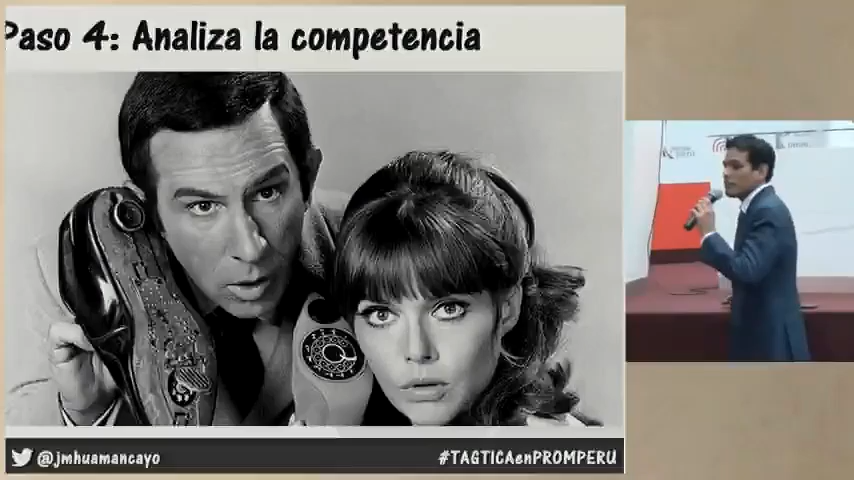 Paso 4: Analiza la competencia
@jmhuamancayo
#TAGTICAenPROMPERU